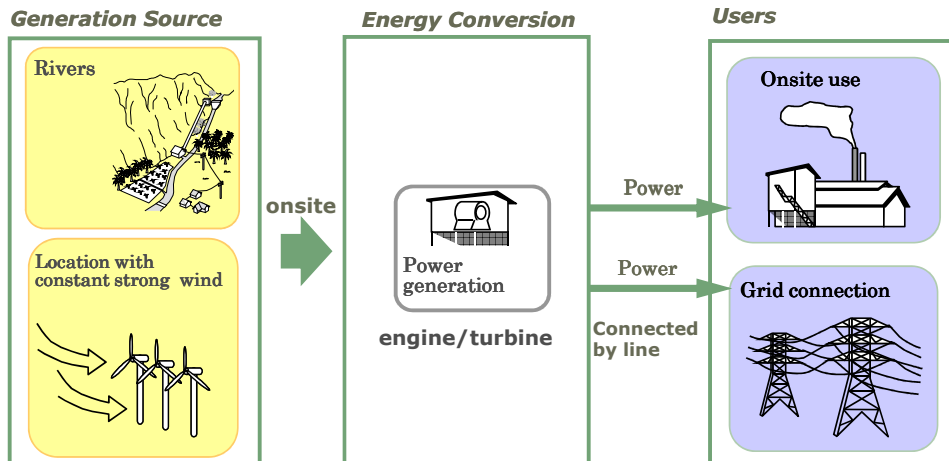 Generation Source
Rivers
Location with
constant strong wind
onsite
Energy Conversion
Power
generation
engine/turbine
Power
Power
Connected
by line
Users
Onsite use
Grid connection